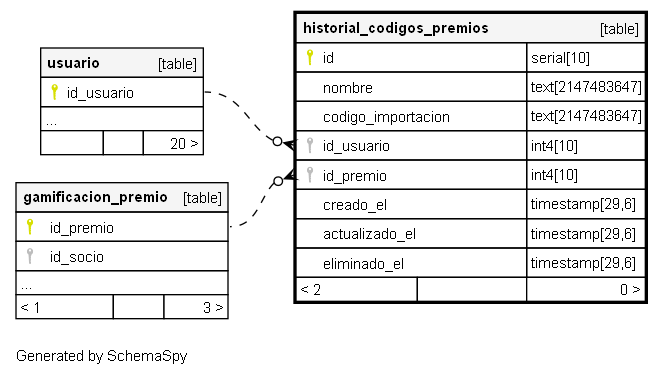 usuario [table]
id_usuario
...
20 >
gamificacion_premio [table]
id_premio
id_socio
...
< 1 3 >
historial_codigos_premios [table]
id serial[10]
nombre text[2147483647]
codigo_importacion text[2147483647]
id_usuario int4[10]
id_premio int4[10]
creado_el timestamp[29,6]
actualizado_el timestamp[29,6]
eliminado_el timestamp[29,6]
< 2 0 >
Generated by SchemaSpy